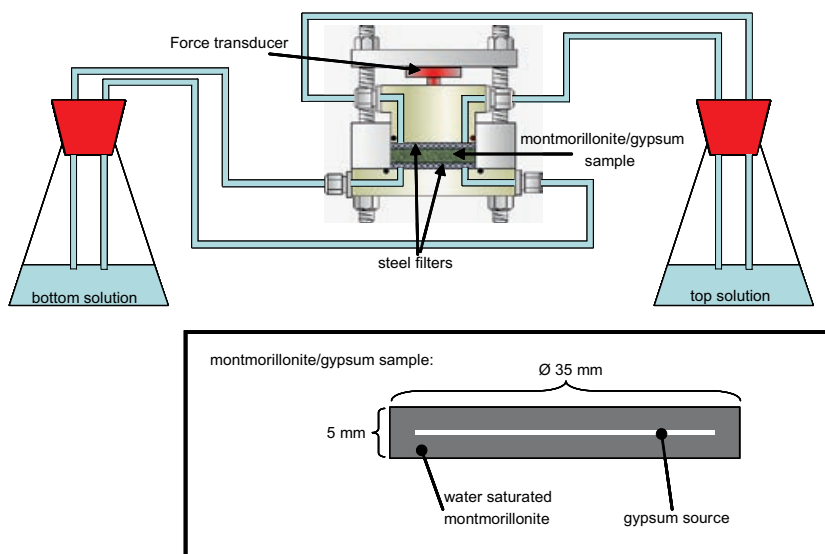 Force transducer
montmorillonite/gypsum
sample
steel filters
bottom solution
top solution
montmorillonite/gypsum sample:
Ø 35 mm
5 mm
water saturated
montmorillonite
gypsum source